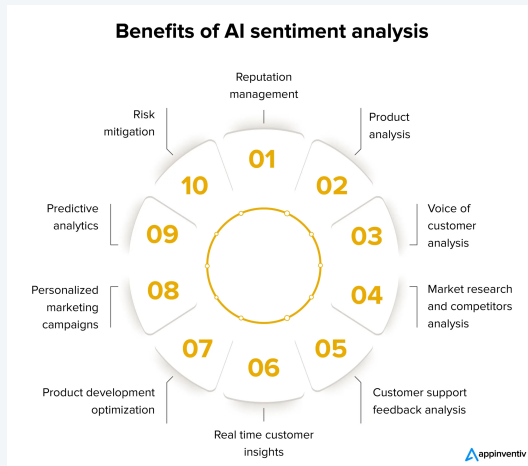 Benefits of AI sentiment analysis
Reputation
management
01
Product
analysis
02
Voice of
customer
analysis
03
Market research
and competitors
analysis
04
Customer support
feedback analysis
05
Real time customer
insights
06
Product development
optimization
07
Personalized
marketing
campaigns
08
Predictive
analytics
09
Risk
mitigation
10
appinventiv